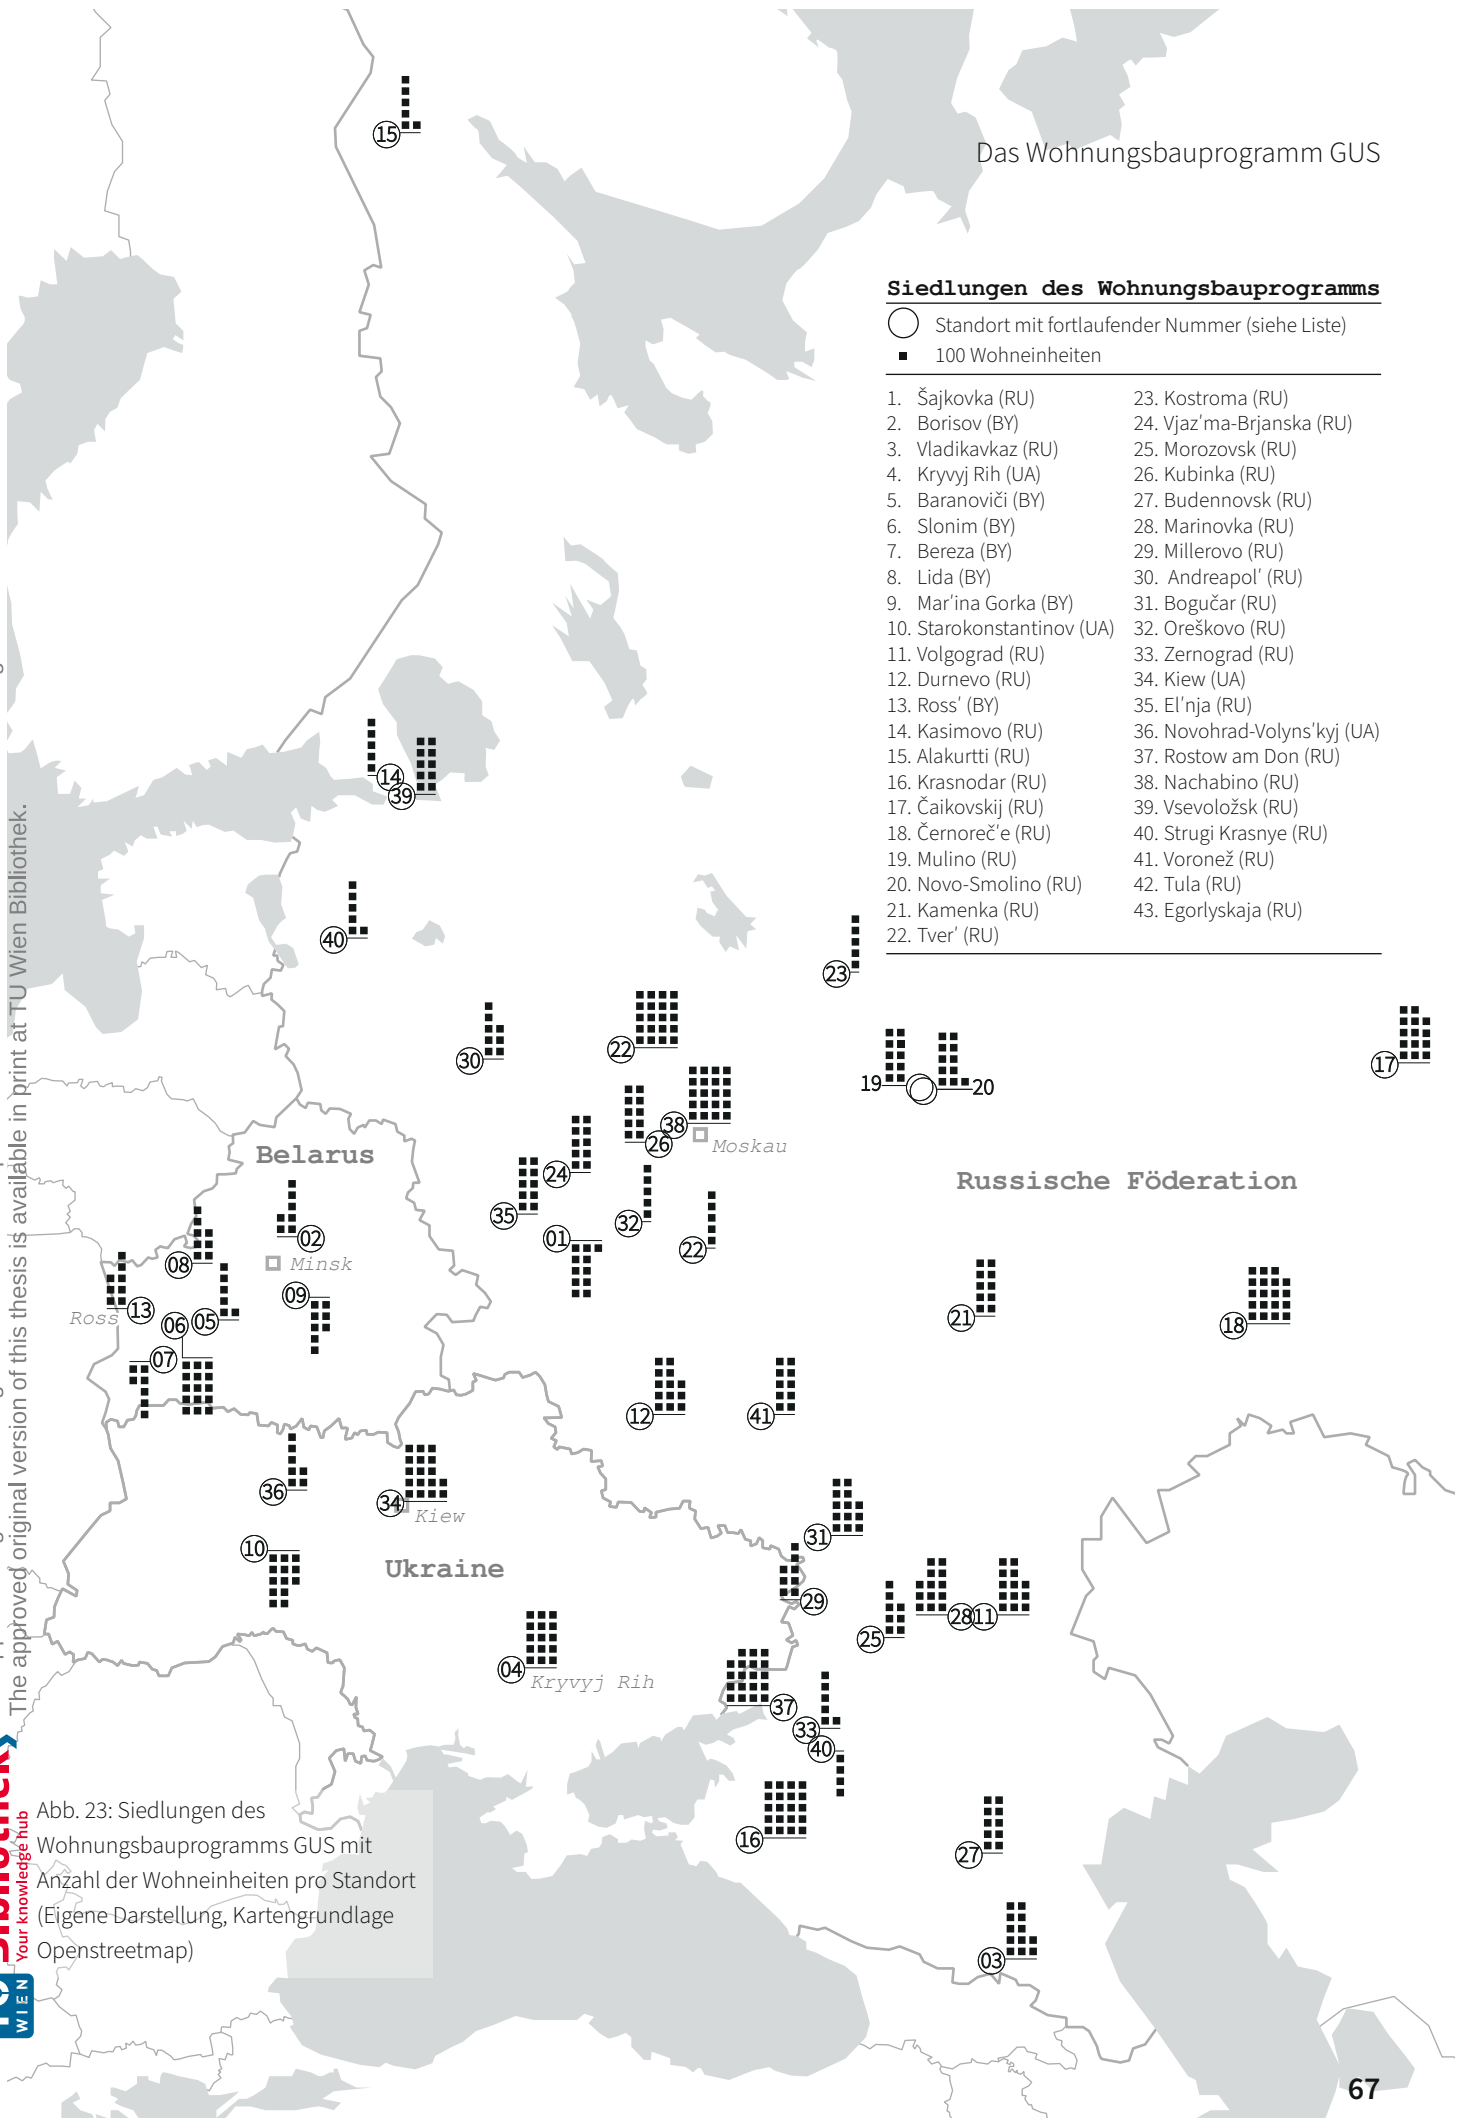 Das Wohnungsbauprogramm GUS
Siedlungen des Wohnungsbauprogramms
Standort mit fortlaufender Nummer (siehe Liste)
100 Wohneinheiten
1. Šajkovka (RU)
2. Borisov (BY)
3. Vladikavkaz (RU)
4. Kryvyj Rih (UA)
5. Baranoviči (BY)
6. Slonim (BY)
7. Bereza (BY)
8. Lida (BY)
9. Mar'ina Gorka (BY)
10. Starokonstantinov (UA)
11. Volgograd (RU)
12. Durnevo (RU)
13. Ross' (BY)
14. Kasimovo (RU)
15. Alakurtti (RU)
16. Krasnodar (RU)
17. Čaikovskij (RU)
18. Černoreč'e (RU)
19. Mulino (RU)
20. Novo-Smolino (RU)
21. Kamenka (RU)
22. Tver' (RU)
23. Kostroma (RU)
24. Vjaz'ma-Brjanska (RU)
25. Morozovsk (RU)
26. Kubinka (RU)
27. Budennovsk (RU)
28. Marinovka (RU)
29. Millerovo (RU)
30. Andreapol' (RU)
31. Bogučar (RU)
32. Oreškovo (RU)
33. Zernograd (RU)
34. Kiew (UA)
35. El'nja (RU)
36. Novohrad-Volyns'kyj (UA)
37. Rostow am Don (RU)
38. Nachabino (RU)
39. Vsevoložsk (RU)
40. Strugi Krasnye (RU)
41. Voronež (RU)
42. Tula (RU)
43. Egorlyskaja (RU)
15
14
39
40
23
30
22
19
20
17
38
26
Moskau
24
35
32
01
22
Belarus
02
Minsk
08
09
13
Ross
06
05
07
Russische Föderation
21
18
12
41
36
34
Kiew
10
Ukraine
31
29
28
11
25
04
Kryvyj Rih
37
33
40
16
27
03
Abb. 23: Siedlungen des
Wohnungsbauprogramms GUS mit
Anzahl der Wohneinheiten pro Standort
(Eigene Darstellung, Kartengrundlage
Openstreetmap)
The approved original version of this thesis is available in print at TU Wien Bibliothek.
Bibliothek
Your knowledge hub
WIEN
67